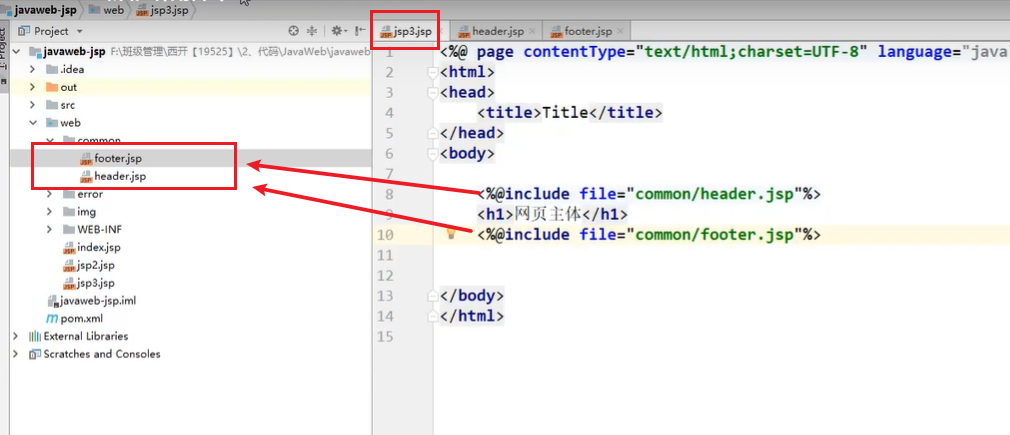 javaweb-jsp web jsp3.jsp
Project
javaweb-jsp F:\班级管理\西开【19525】\2、代码\JavaWeb\javaweb
.idea
out
src
web
common
footer.jsp
header.jsp
error
img
WEB-INF
index.jsp
jsp2.jsp
jsp3.jsp
javaweb-jsp.iml
pom.xml
External Libraries
Scratches and Consoles
jsp3.jsp header.jsp footer.jsp
1 <%@ page contentType="text/html;charset=UTF-8" language="java
2 <html>
3 <head>
4 <title>Title</title>
5 </head>
6 <body>
7
8 <%@include file="common/header.jsp"%>
9 <h1>网页主体</h1>
10 <%@include file="common/footer.jsp"%>
11
12
13 </body>
14 </html>
15